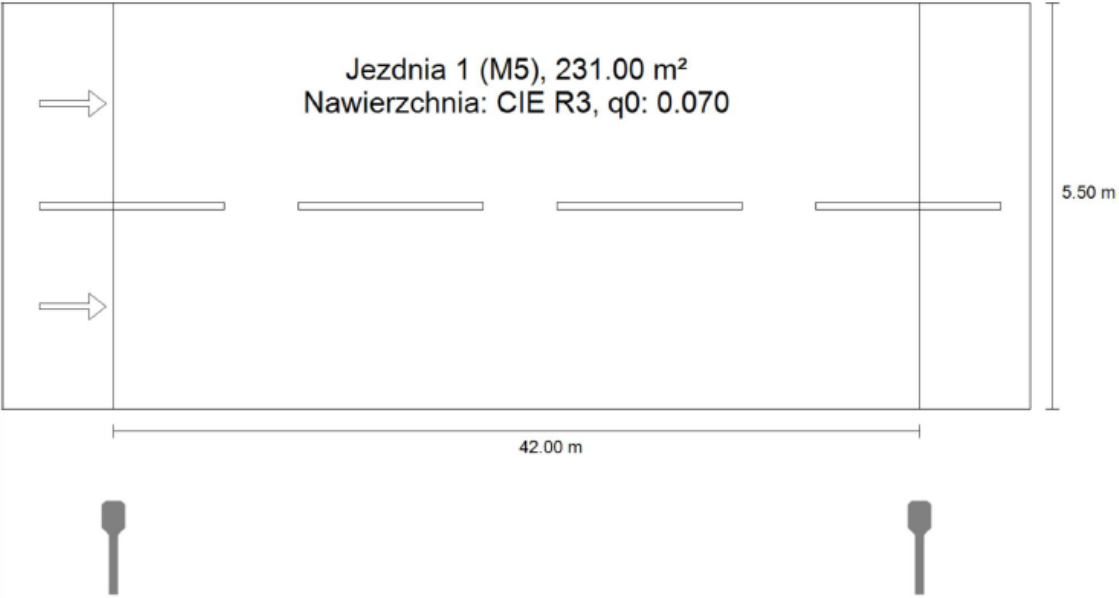 Jezdnia 1 (M5), 231.00 m²
Nawierzchnia: CIE R3, q0: 0.070
5.50 m
42.00 m